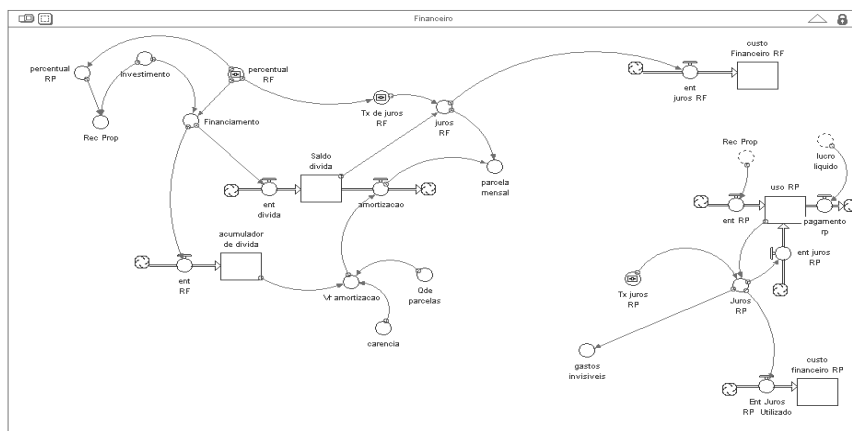 Financeiro
percentual
RP
Investimento
percentual
RF
Rec Prop
Financiamento
Tx de juros
RF
juros
RF
custo
Financeiro RF
ent
juros RF
Saldo
divida
ent
divida
amortizacao
parcela
mensal
Rec Prop
lucro
liquido
uso RP
ent RP
pagamento
rp
ent juros
RP
acumulador
de divida
ent
RF
Vr amortizacao
Qde
parcelas
carencia
Tx juros
RP
Juros
RP
gastos
invisiveis
custo
financeiro RP
Ent Juros
RP Utilizado